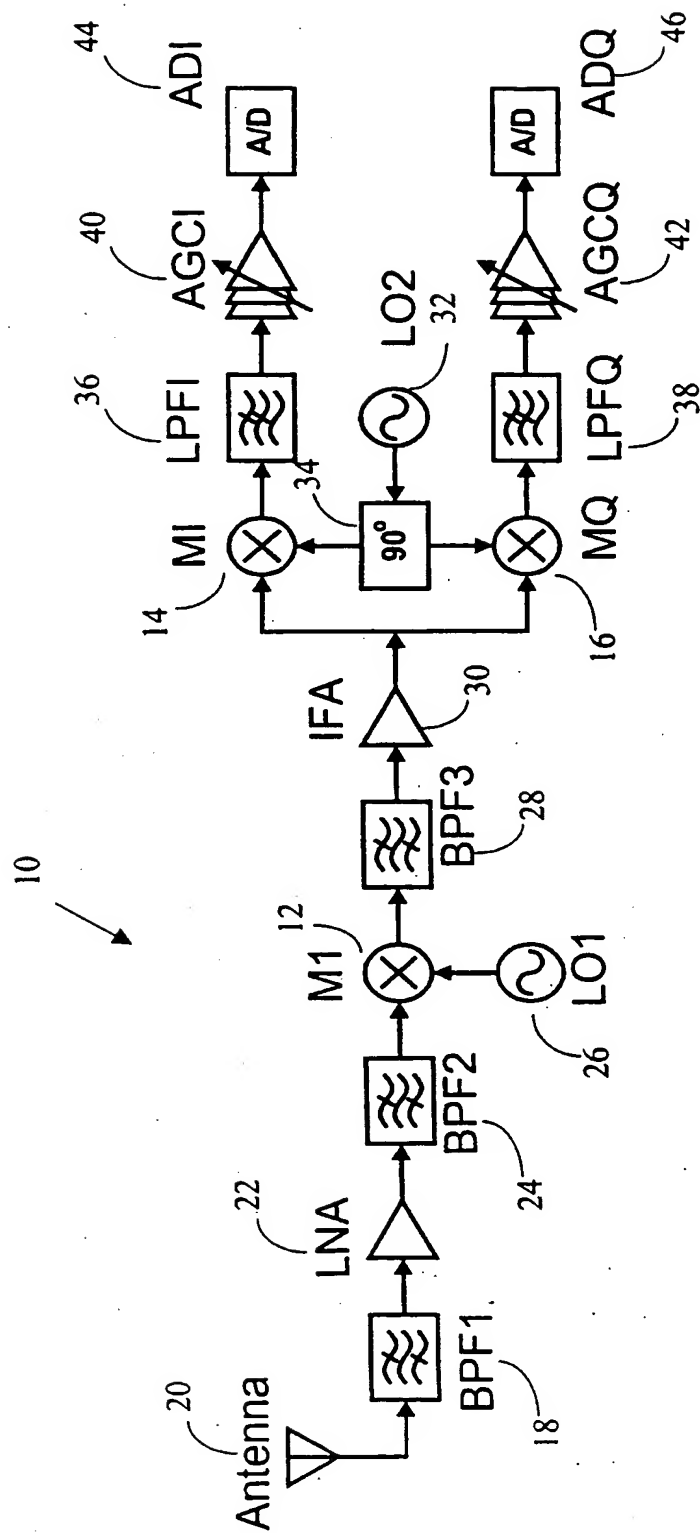 10
Antenna
20
BPF1
18
LNA
22
BPF2
24
M1
12
LO1
26
BPF3
28
IFA
30
MI
14
90°
34
LO2
32
MQ
16
LPFI
36
LPFQ
38
AGCI
40
AGCQ
42
A/D
ADI
44
A/D
ADQ
46